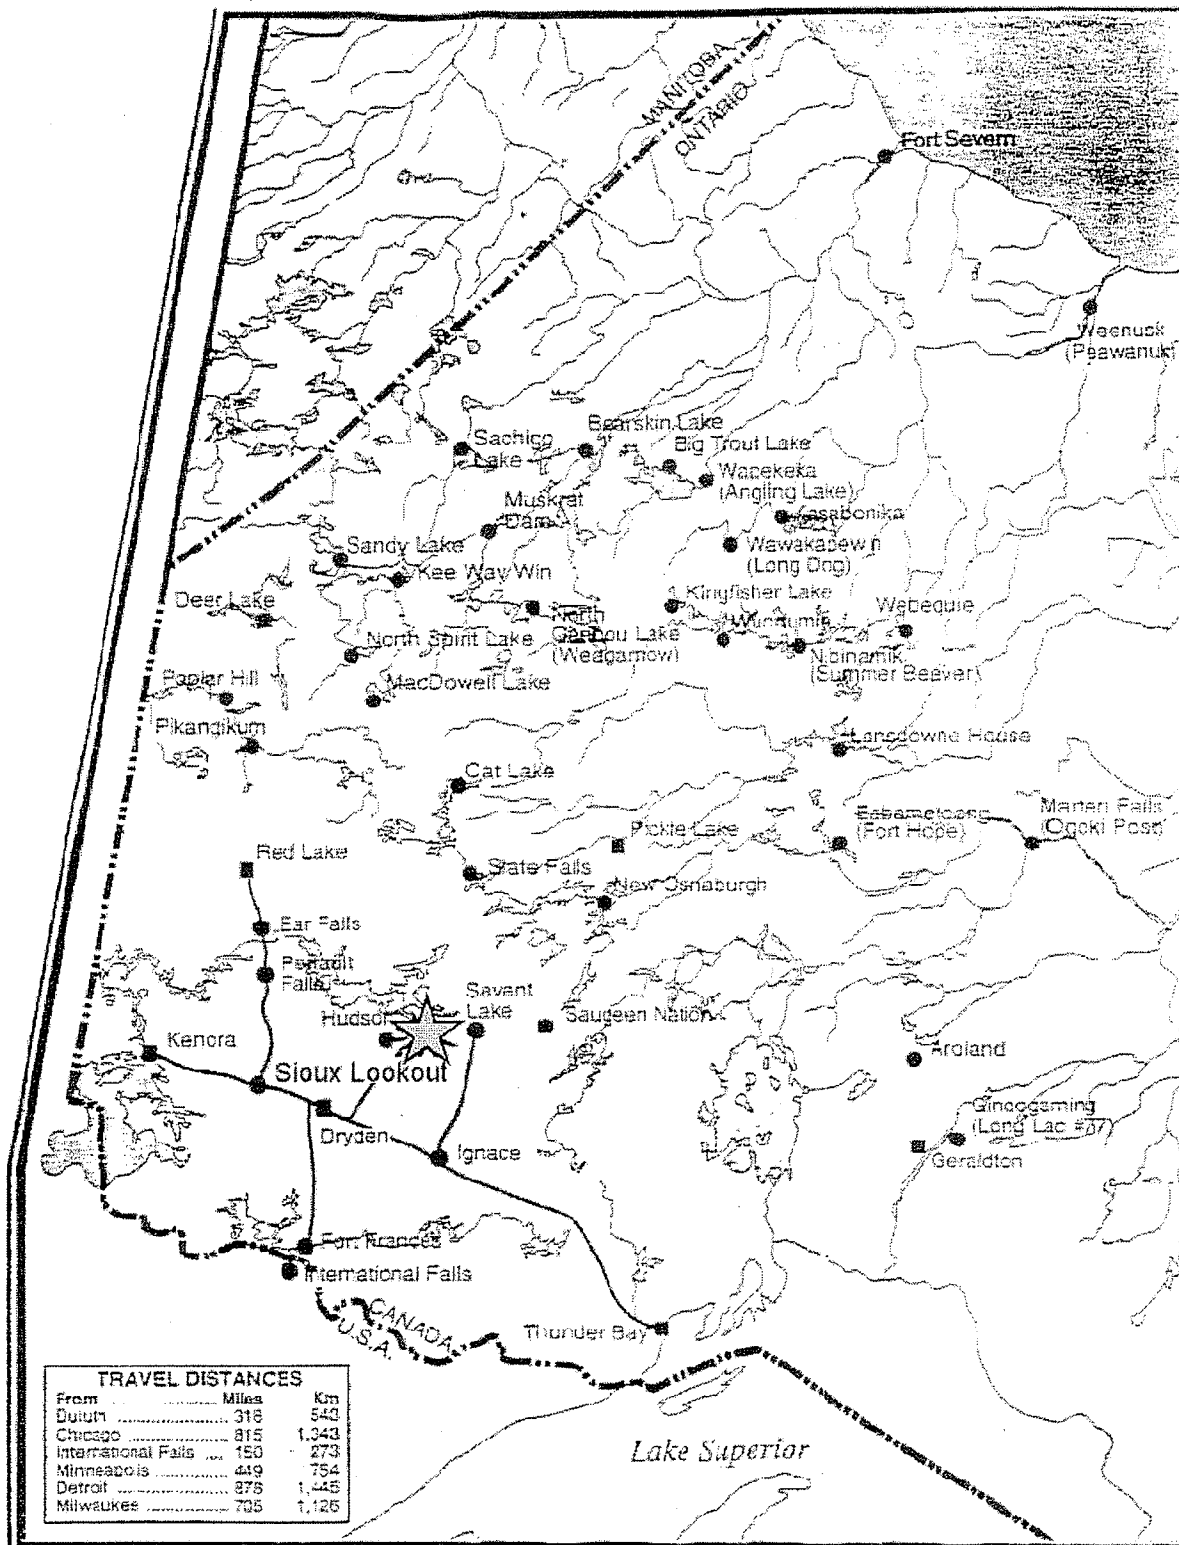 MANITOBA
ONTARIO
Fort Severn
Weenusk
(Peawanuk)
Sachigo
Lake
Bearskin Lake
Big Trout Lake
Wapekeka
(Angling Lake)
Muskrat
Dam
Kasabonika
Wawakapewin
(Long Dog)
Sandy Lake
Kee Way Win
Deer Lake
North
Caribou Lake
(Weagamow)
Kingfisher Lake
Wunnumin
Webequie
Nibinamik
(Summer Beaver)
North Spirit Lake
MacDowell Lake
Poplar Hill
Pikangikum
Lansdowne House
Cat Lake
Eabametoong
(Fort Hope)
Marten Falls
(Ogoki Post)
Pickle Lake
Red Lake
Slate Falls
New Osnaburgh
Ear Falls
Perrault
Falls
Hudson
Savant
Lake
Saugeen Nation
Kenora
Sioux Lookout
Aroland
Dryden
Ignace
Ginoogaming
(Long Lac #77)
Geraldton
Fort Frances
International Falls
CANADA
U.S.A.
Thunder Bay
Lake Superior
TRAVEL DISTANCES
From ........ Miles Km
Duluth ........ 318 540
Chicago ........ 815 1,343
International Falls ... 150 273
Minneapolis ........ 449 754
Detroit ........ 878 1,445
Milwaukee ........ 705 1,126